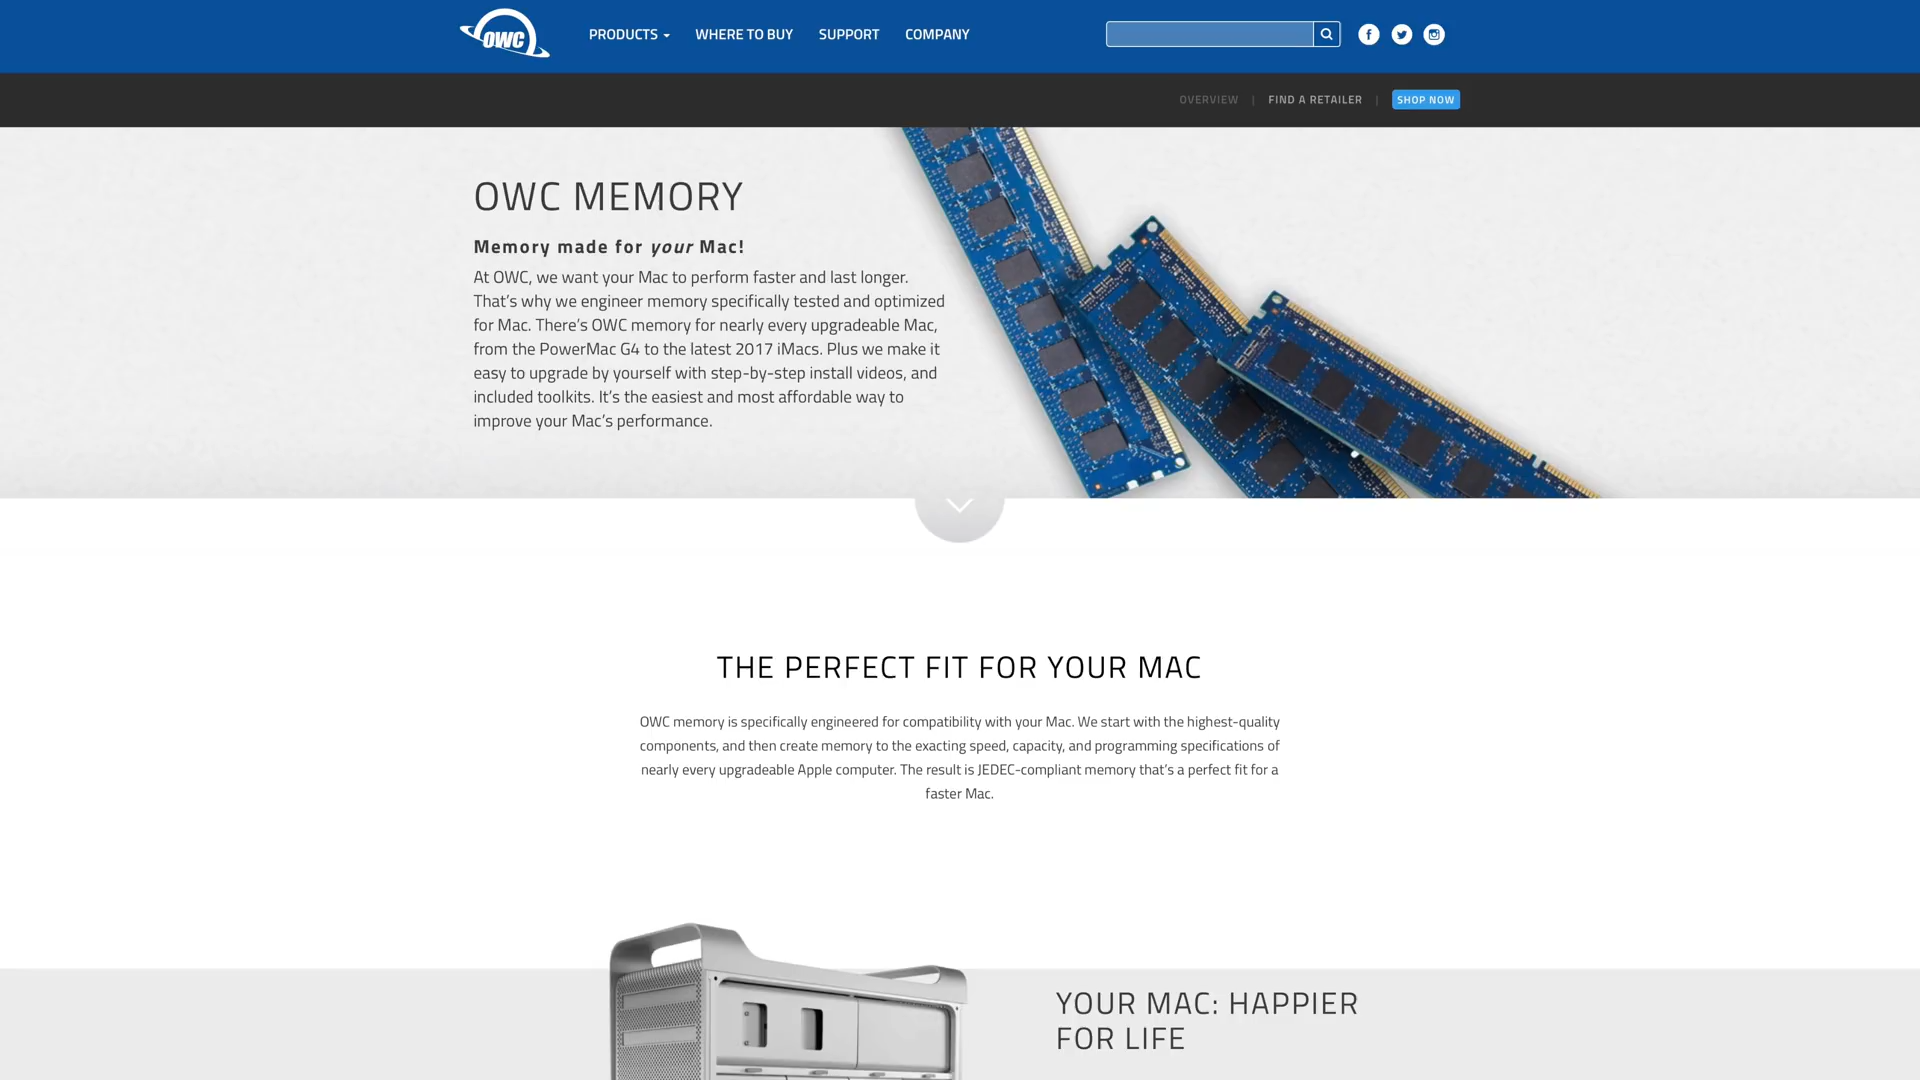 OWC
PRODUCTS
WHERE TO BUY
SUPPORT
COMPANY
OVERVIEW | FIND A RETAILER | SHOP NOW
OWC MEMORY
Memory made for your Mac!
At OWC, we want your Mac to perform faster and last longer.
That’s why we engineer memory specifically tested and optimized
for Mac. There’s OWC memory for nearly every upgradeable Mac,
from the PowerMac G4 to the latest 2017 iMacs. Plus we make it
easy to upgrade by yourself with step-by-step install videos, and
included toolkits. It’s the easiest and most affordable way to
improve your Mac’s performance.
THE PERFECT FIT FOR YOUR MAC
OWC memory is specifically engineered for compatibility with your Mac. We start with the highest-quality
components, and then create memory to the exacting speed, capacity, and programming specifications of
nearly every upgradeable Apple computer. The result is JEDEC-compliant memory that’s a perfect fit for a
faster Mac.
YOUR MAC: HAPPIER
FOR LIFE